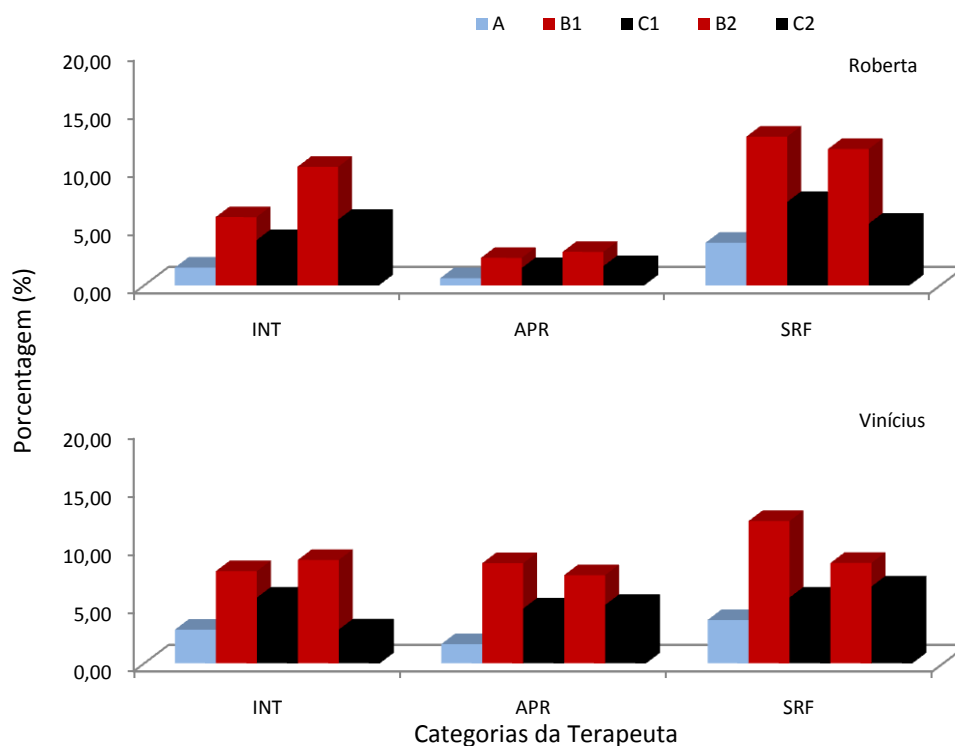 A B1 C1 B2 C2
Roberta
20,00
15,00
10,00
5,00
0,00
INT APR SRF
Porcentagem (%)
Vinícius
20,00
15,00
10,00
5,00
0,00
INT APR SRF
Categorias da Terapeuta